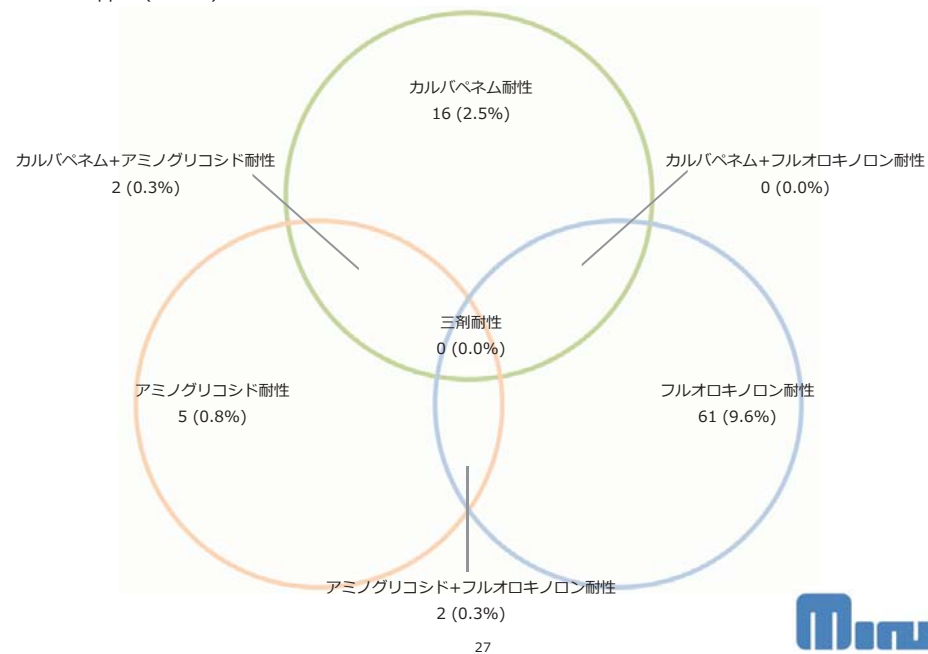 カルバペネム耐性
16 (2.5%)
カルバペネム+アミノグリコシド耐性
2 (0.3%)
カルバペネム+フルオロキノロン耐性
0 (0.0%)
三剤耐性
0 (0.0%)
アミノグリコシド耐性
5 (0.8%)
フルオロキノロン耐性
61 (9.6%)
アミノグリコシド+フルオロキノロン耐性
2 (0.3%)
27